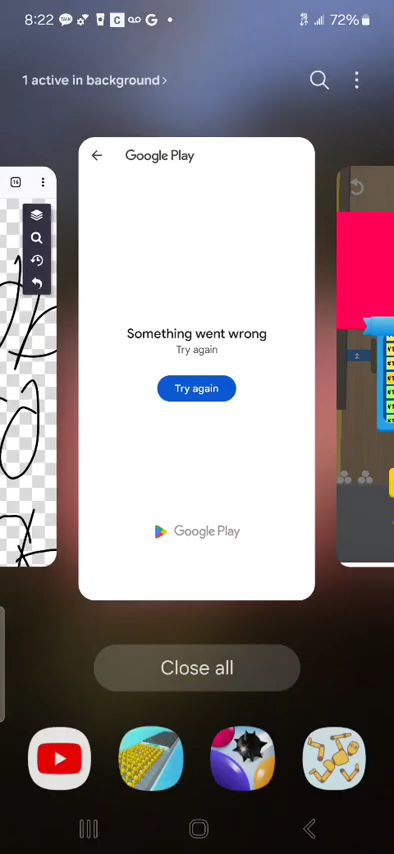 8:22
72%
1 active in background >
Google Play
Something went wrong
Try again
Try again
Google Play
Close all